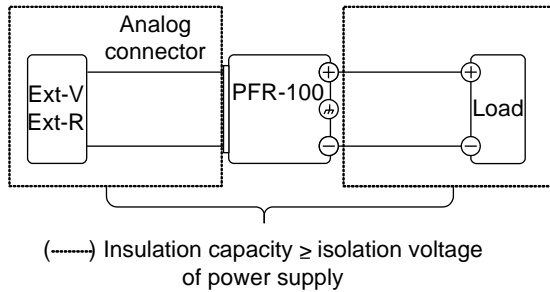 Analog
connector
Ext-V
Ext-R
PFR-100
+
+
Load
-
-
(---------) Insulation capacity ≥ isolation voltage
of power supply